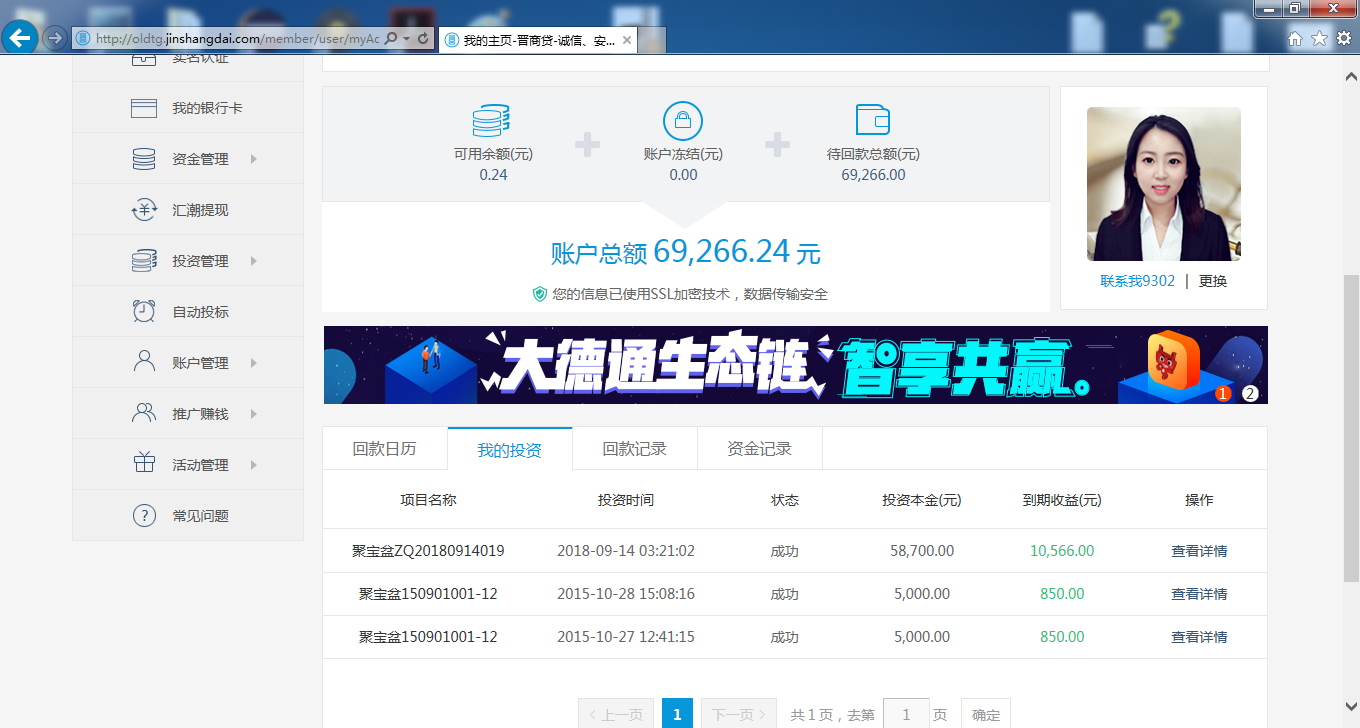 http://oldtg.jinshangdai.com/member/user/myAc
我的主页-晋商贷-诚信、安...
实名认证
我的银行卡
资金管理
汇潮提现
投资管理
自动投标
账户管理
推广赚钱
活动管理
常见问题
可用余额(元) 账户冻结(元) 待回款总额(元)
0.24 0.00 69,266.00
账户总额 69,266.24 元
您的信息已使用SSL加密技术，数据传输安全
联系我9302 | 更换
大德通生态链 智享共赢。
1 2
回款日历 我的投资 回款记录 资金记录
项目名称 投资时间 状态 投资本金(元) 到期收益(元) 操作
聚宝盆ZQ20180914019 2018-09-14 03:21:02 成功 58,700.00 10,566.00 查看详情
聚宝盆150901001-12 2015-10-28 15:08:16 成功 5,000.00 850.00 查看详情
聚宝盆150901001-12 2015-10-27 12:41:15 成功 5,000.00 850.00 查看详情
上一页 1 下一页 共1页，去第 1 页 确定